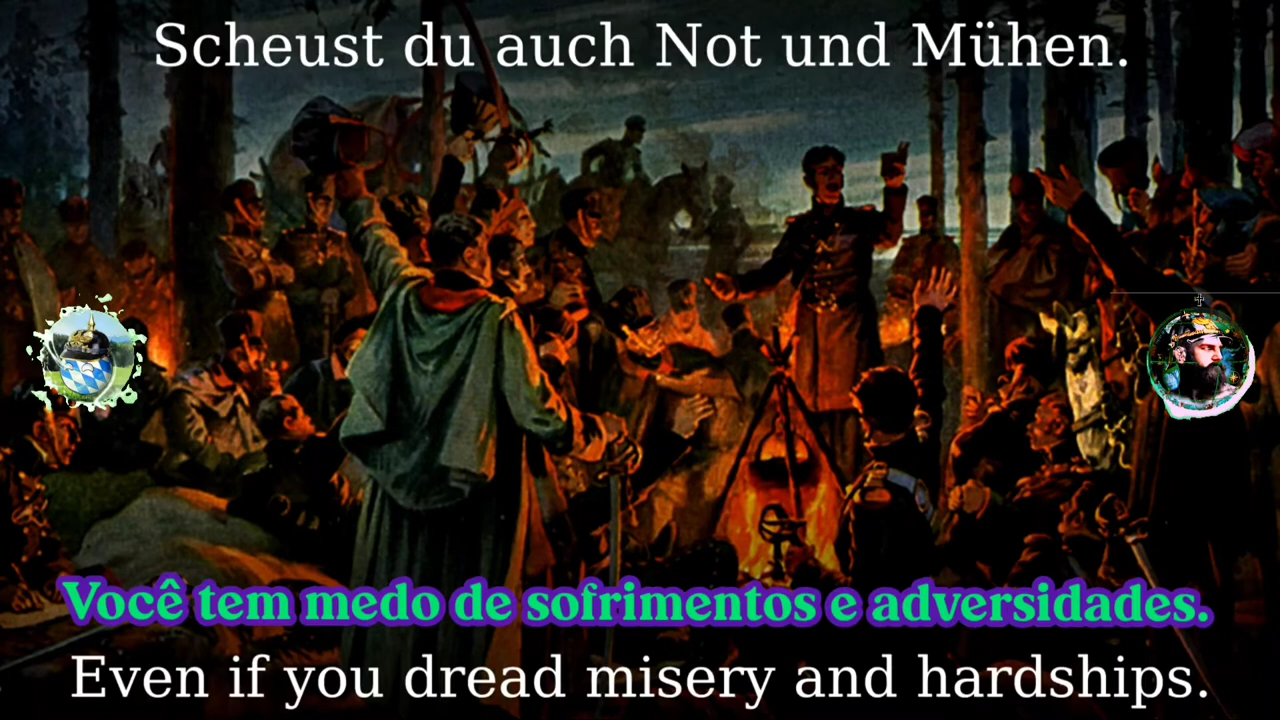 Scheust du auch Not und Mühen.
Você tem medo de sofrimentos e adversidades.
Even if you dread misery and hardships.